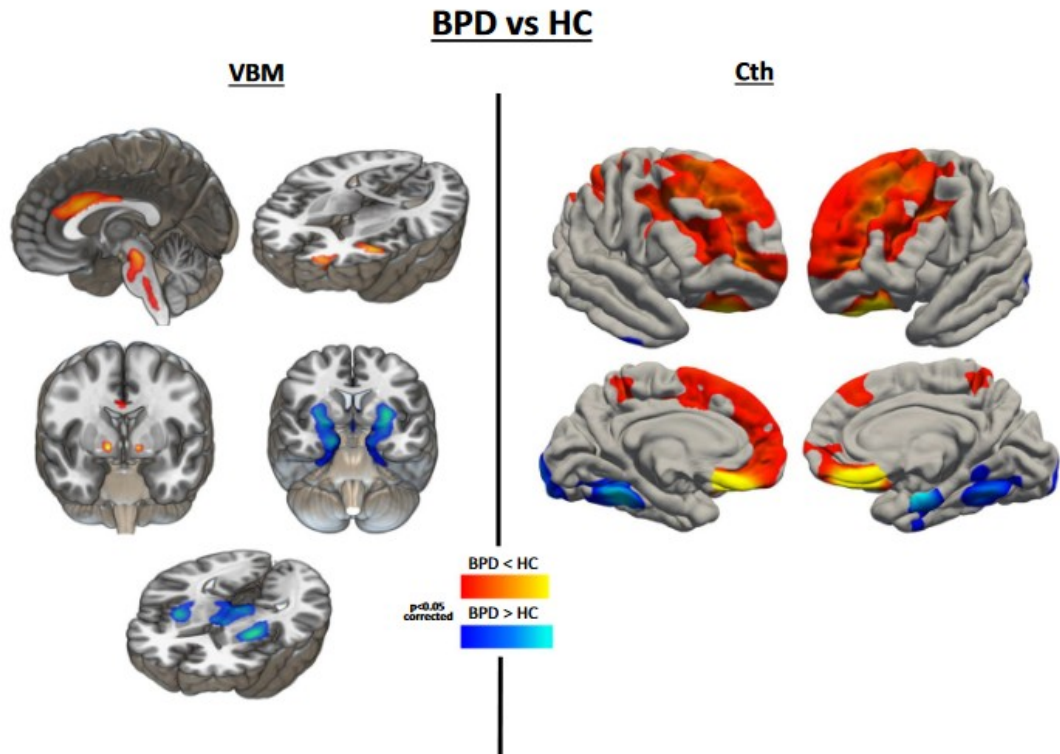 BPD vs HC
VBM
Cth
BPD < HC
p<0.05
corrected
BPD > HC